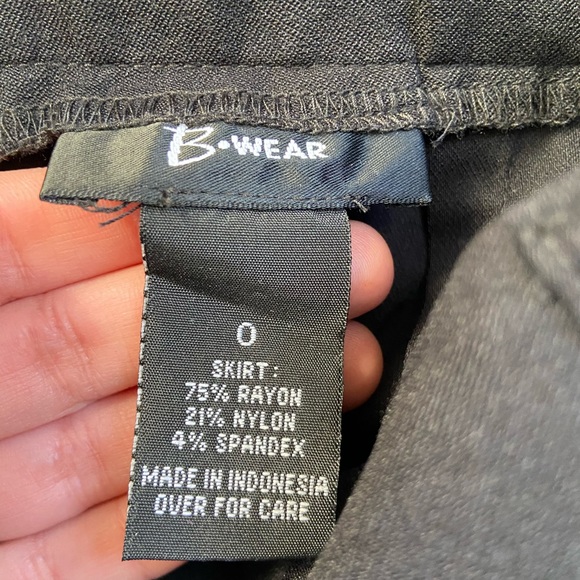 B•WEAR
0
SKIRT:
75% RAYON
21% NYLON
4% SPANDEX
MADE IN INDONESIA
OVER FOR CARE